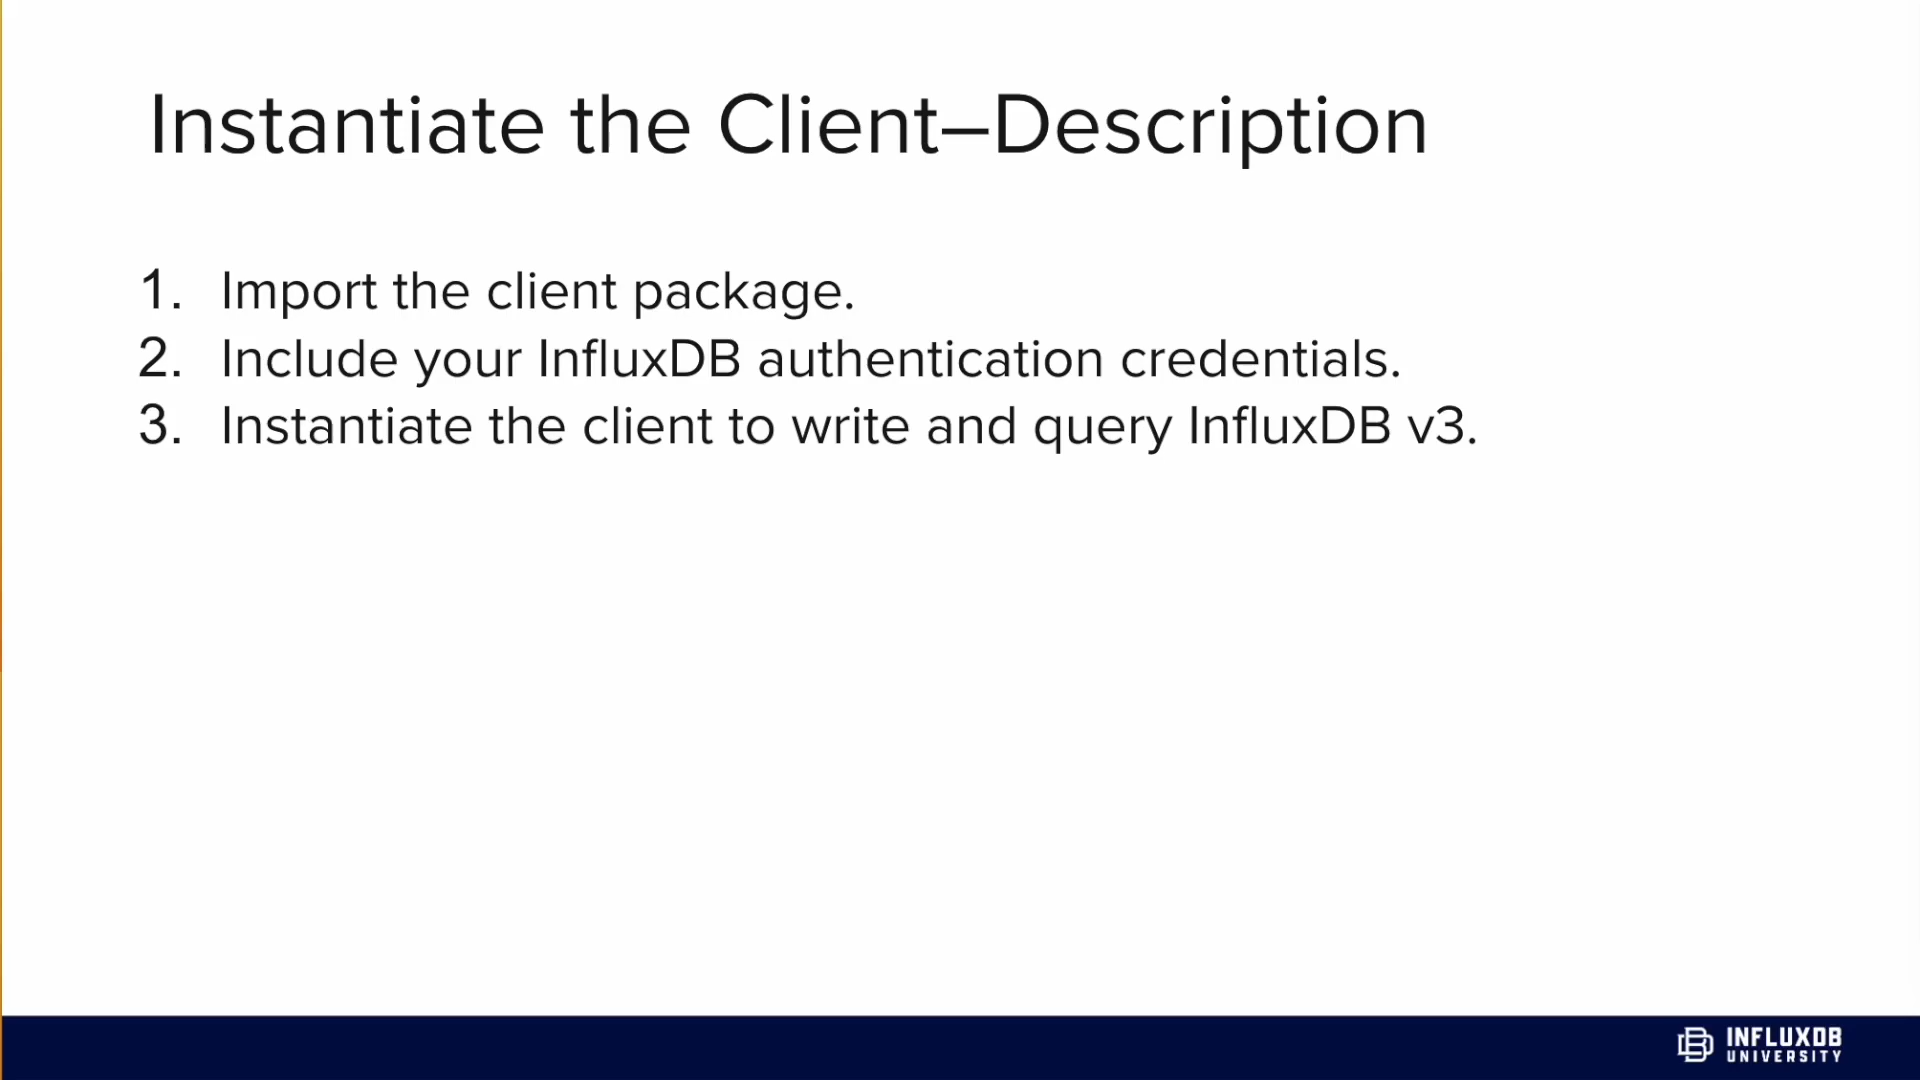 Instantiate the Client–Description
1. Import the client package.
2. Include your InfluxDB authentication credentials.
3. Instantiate the client to write and query InfluxDB v3.
INFLUXDB
UNIVERSITY